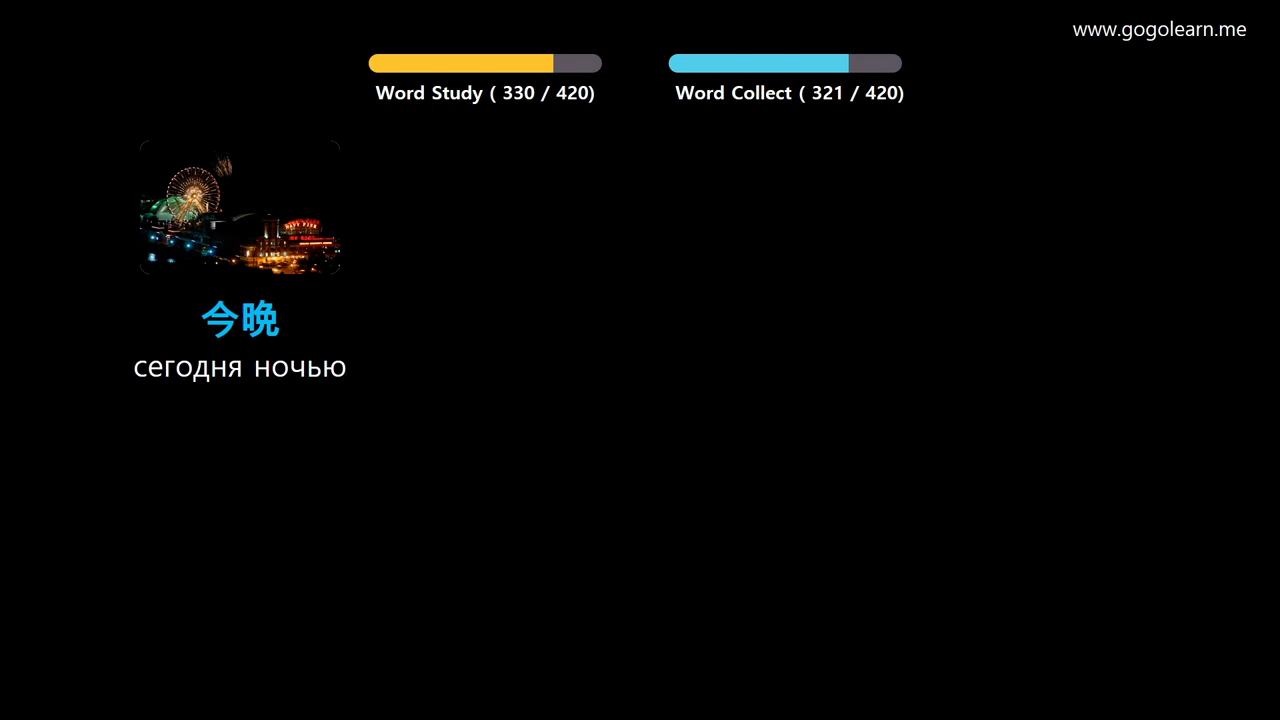 www.gogolearn.me
Word Study ( 330 / 420)
Word Collect ( 321 / 420)
今晚
сегодня ночью